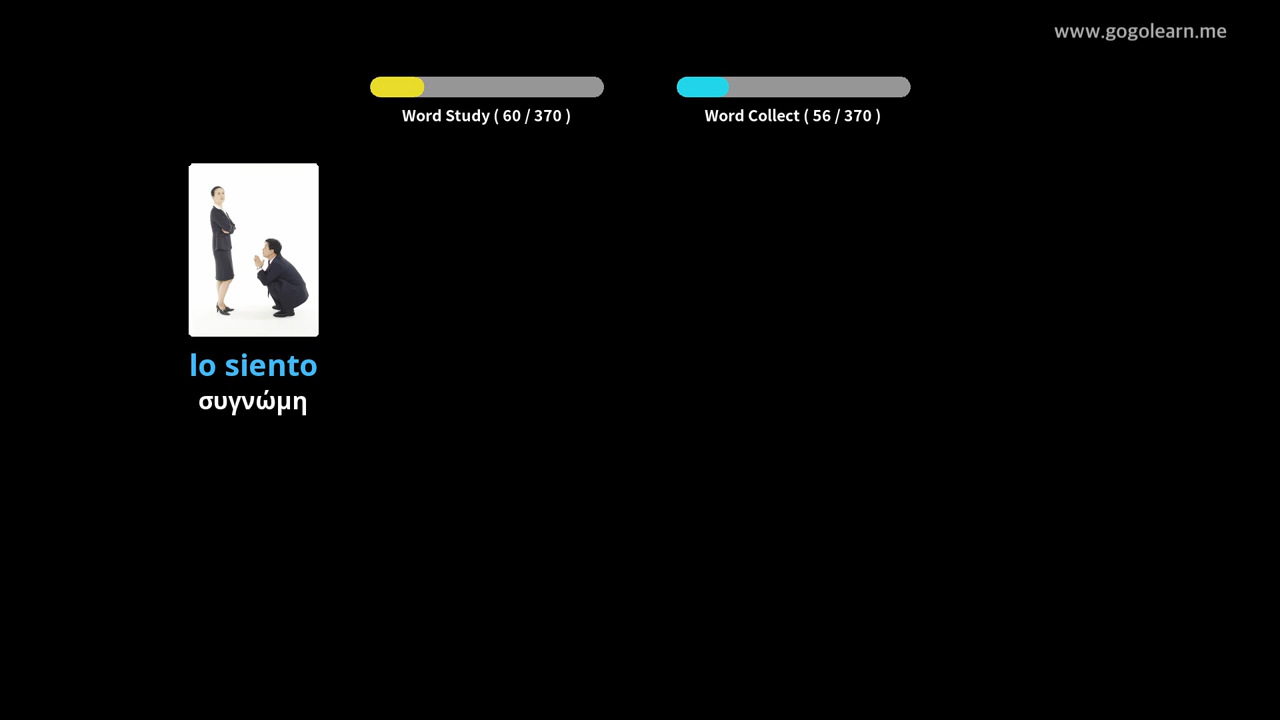 www.gogolearn.me
Word Study ( 60 / 370 )
Word Collect ( 56 / 370 )
lo siento
συγνώμη